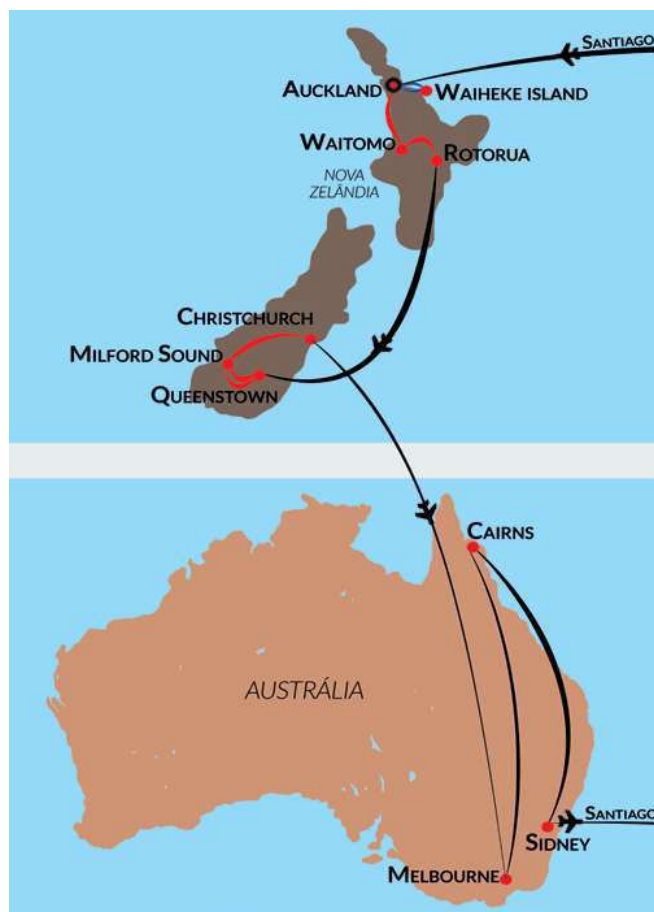 SANTIAGO
AUCKLAND
WAIHEKE ISLAND
WAITOMO
ROTORUA
NOVA
ZELÂNDIA
CHRISTCHURCH
MILFORD SOUND
QUEENSTOWN
CAIRNS
AUSTRÁLIA
SANTIAGO
SIDNEY
MELBOURNE